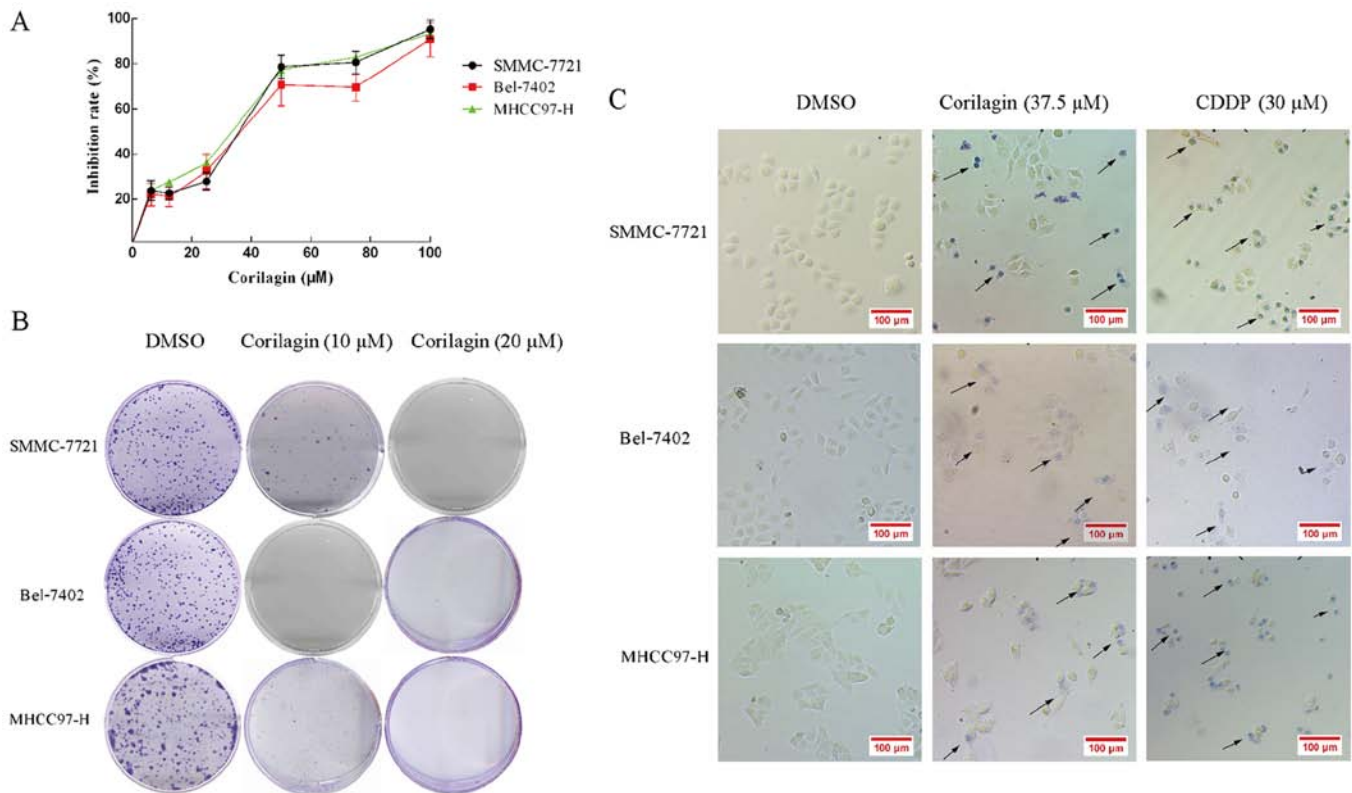 A
Inhibition rate (%)
100
80
60
40
20
0
20
40
60
80
100
Corilagin (μM)
SMMC-7721
Bel-7402
MHCC97-H
B
DMSO
Corilagin (10 μM)
Corilagin (20 μM)
SMMC-7721
Bel-7402
MHCC97-H
C
DMSO
Corilagin (37.5 μM)
CDDP (30 μM)
SMMC-7721
100 μm
100 μm
100 μm
Bel-7402
100 μm
100 μm
100 μm
MHCC97-H
100 μm
100 μm
100 μm